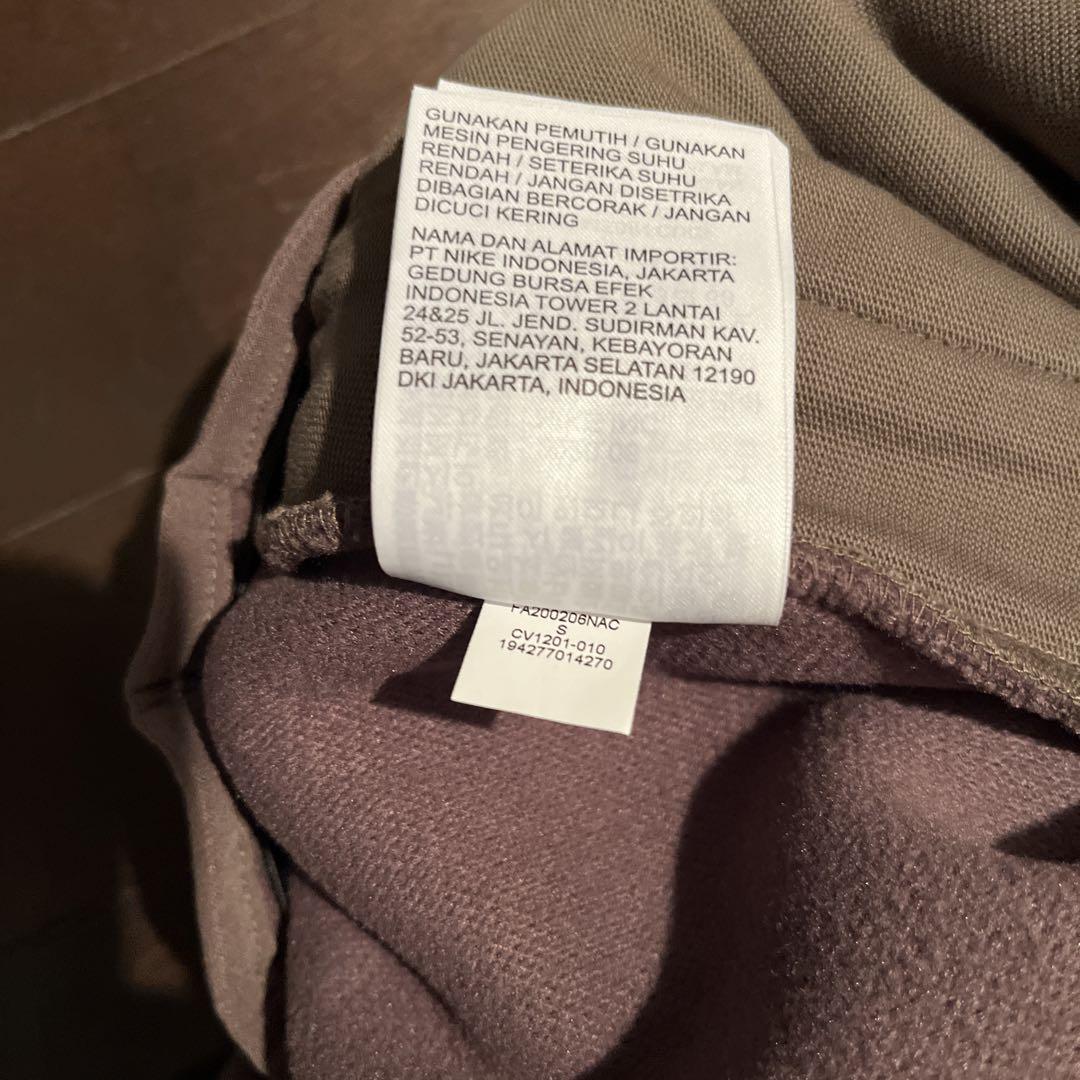 GUNAKAN PEMUTIH / GUNAKAN
MESIN PENGERING SUHU
RENDAH / SETERIKA SUHU
RENDAH / JANGAN DISETRIKA
DIBAGIAN BERCORAK / JANGAN
DICUCI KERING
NAMA DAN ALAMAT IMPORTIR:
PT NIKE INDONESIA, JAKARTA
GEDUNG BURSA EFEK
INDONESIA TOWER 2 LANTAI
24&25 JL. JEND. SUDIRMAN KAV.
52-53, SENAYAN, KEBAYORAN
BARU, JAKARTA SELATAN 12190
DKI JAKARTA, INDONESIA
FA200206NAC
S
CV1201-010
194277014270